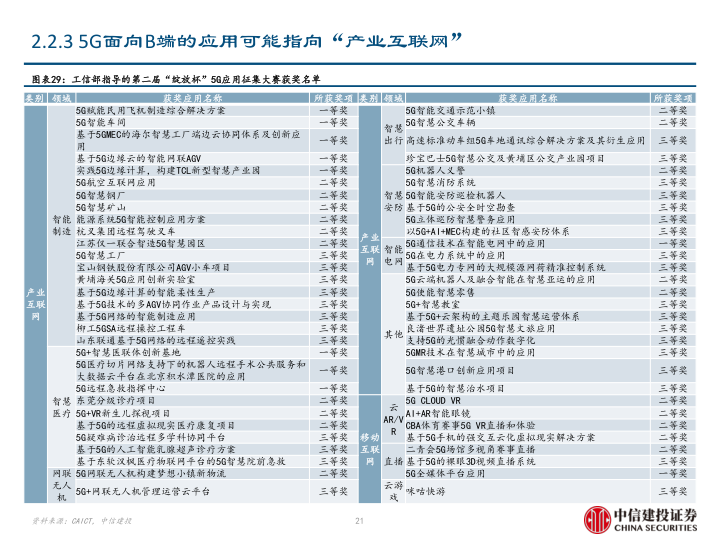 2.2.3 5G面向B端的应用可能指向“产业互联网”
图表29：工信部指导的第二届“绽放杯”5G应用征集大赛获奖名单
类别 领域 获奖应用名称 所获奖项
产业互联网
智能制造
5G赋能民用飞机制造综合解决方案 一等奖
5G智能车间 一等奖
基于5GMEC的海尔智慧工厂端边云协同体系及创新应用 一等奖
基于5G边缘云的智能网联AGV 一等奖
实践5G边缘计算，构建TCL新型智慧产业园 一等奖
5G航空互联网应用 二等奖
5G智慧钢厂 二等奖
5G智慧矿山 二等奖
能源系统5G智能控制应用方案 二等奖
杭叉集团远程驾驶叉车 二等奖
江苏仅一联合智造5G智慧园区 二等奖
5G智慧工厂 三等奖
宝山钢铁股份有限公司AGV小车项目 三等奖
黄埔海关5G应用创新实验室 三等奖
基于5G边缘计算的智能柔性生产 三等奖
基于5G技术的多AGV协同作业产品设计与实现 三等奖
基于5G网络的智能制造应用 三等奖
柳工5GSA远程操控工程车 三等奖
山东联通基于5G网络的远程遥控实践 三等奖
智慧医疗
5G+智慧医联体创新基地 一等奖
5G医疗切片网络支持下的机器人远程手术公共服务和大数据云平台在北京积水潭医院的应用 一等奖
5G远程急救指挥中心 一等奖
东莞分级诊疗项目 二等奖
5G+VR新生儿探视项目 二等奖
基于5G的远程虚拟现实医疗康复项目 二等奖
5G疑难病诊治远程多学科协同平台 三等奖
基于5G的人工智能乳腺超声诊疗方案 三等奖
基于东软汉枫医疗物联网平台的5G智慧院前急救 三等奖
网联无人机
5G网联无人机构建梦想小镇新物流 二等奖
5G+网联无人机管理运营云平台 三等奖
类别 领域 获奖应用名称 所获奖项
产业互联网
智慧出行
5G智能交通示范小镇 二等奖
5G智慧公交车辆 二等奖
高速标准动车组5G车地通讯综合解决方案及其衍生应用 三等奖
珍宝巴士5G智慧公交及黄埔区公交产业园项目 三等奖
智慧安防
5G机器人义警 二等奖
5G智慧消防系统 三等奖
5G智能安防巡检机器人 三等奖
基于5G的公安全时空勘查 三等奖
5G立体巡防智慧警务应用 三等奖
以5G+AI+MEC构建的社区智感安防体系 三等奖
智能电网
5G通信技术在智能电网中的应用 一等奖
5G在电力系统中的应用 三等奖
基于5G电力专网的大规模源网荷精准控制系统 三等奖
其他
5G云端机器人及融合智能在智慧亚运的应用 二等奖
5G使能智慧零售 二等奖
5G+智慧教室 三等奖
基于5G+云架构的主题乐园智慧运营体系 三等奖
良渚世界遗址公园5G智慧文旅应用 三等奖
支持5G的光惯融合动作数字化 三等奖
5GMR技术在智慧城市中的应用 三等奖
5G智慧港口创新应用项目 三等奖
基于5G的智慧治水项目 三等奖
移动互联网
云AR/VR
5G CLOUD VR 二等奖
AI+AR智能眼镜 二等奖
CBA体育赛事5G VR直播和体验 二等奖
基于5G手机的强交互云化虚拟现实解决方案 二等奖
直播
二青会5G场馆多视角赛事直播 二等奖
基于5G的裸眼3D视频直播系统 三等奖
云游戏
5G全媒体平台应用 一等奖
咪咕快游 三等奖
资料来源：CAICT，中信建投
21
中信建投证券
CHINA SECURITIES